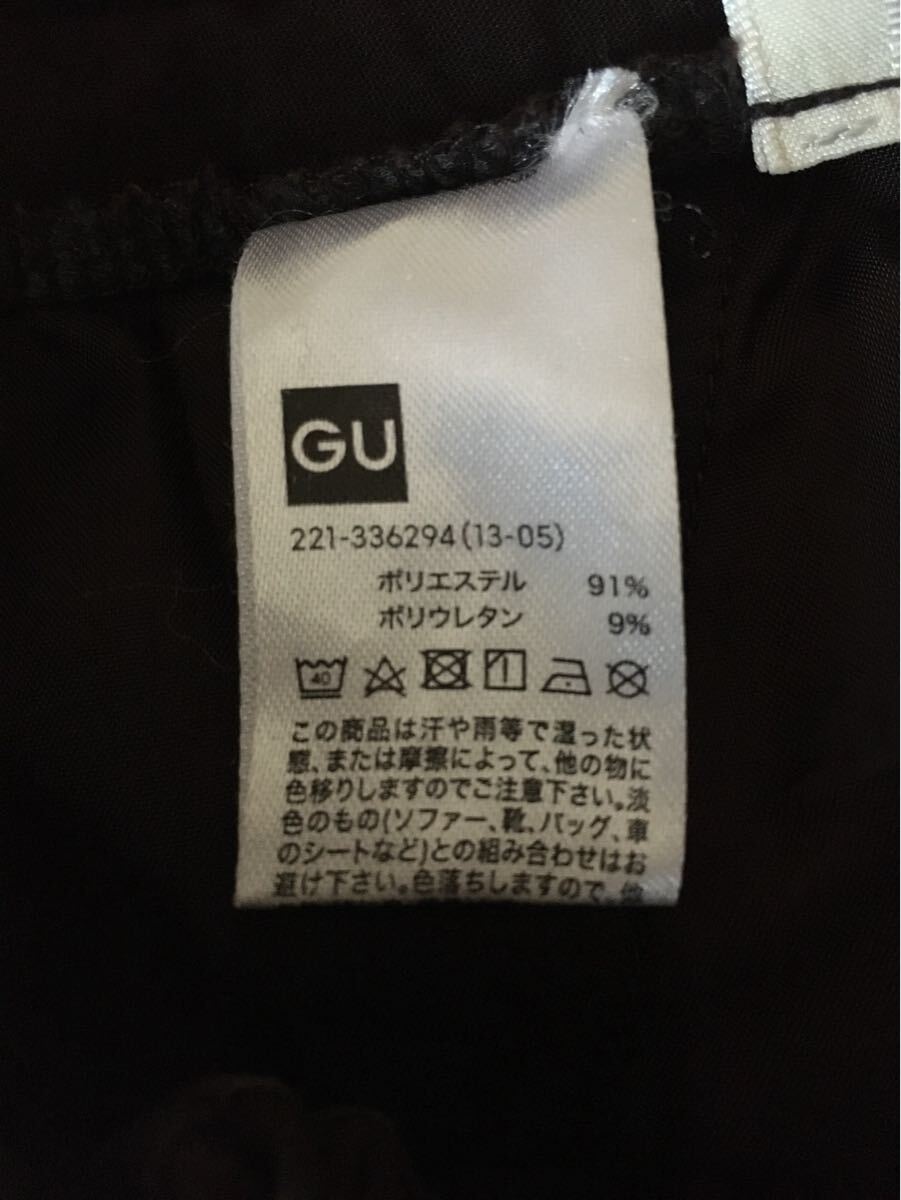 GU
221-336294(13-05)
ポリエステル 91%
ポリウレタン 9%
40
この商品は汗や雨等で湿った状
態、または摩擦によって、他の物に
色移りしますのでご注意下さい。淡
色のもの(ソファー、靴、バッグ、車
のシートなど)との組み合わせはお
避け下さい。色落ちしますので、他